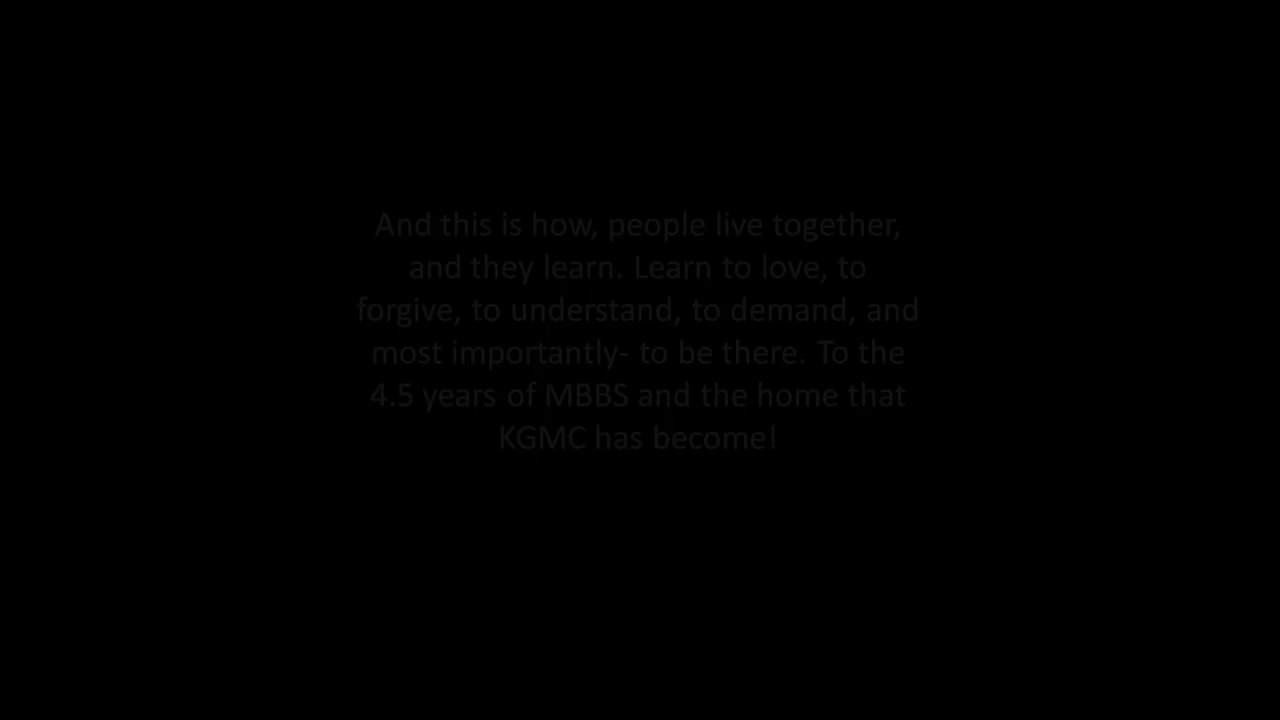 And this is how, people live together,
and they learn. Learn to love, to
forgive, to understand, to demand, and
most importantly- to be there. To the
4.5 years of MBBS and the home that
KGMC has become!